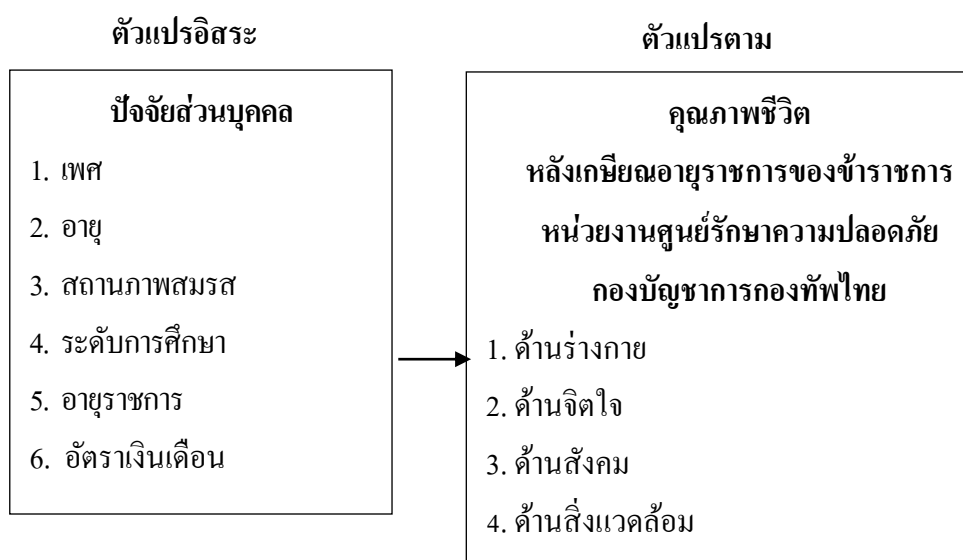 ตัวแปรอิสระ
ปัจจัยส่วนบุคคล
1. เพศ
2. อายุ
3. สถานภาพสมรส
4. ระดับการศึกษา
5. อายุราชการ
6. อัตราเงินเดือน
ตัวแปรตาม
คุณภาพชีวิต
หลังเกษียณอายุราชการของข้าราชการ
หน่วยงานศูนย์รักษาความปลอดภัย
กองบัญชาการกองทัพไทย
1. ด้านร่างกาย
2. ด้านจิตใจ
3. ด้านสังคม
4. ด้านสิ่งแวดล้อม